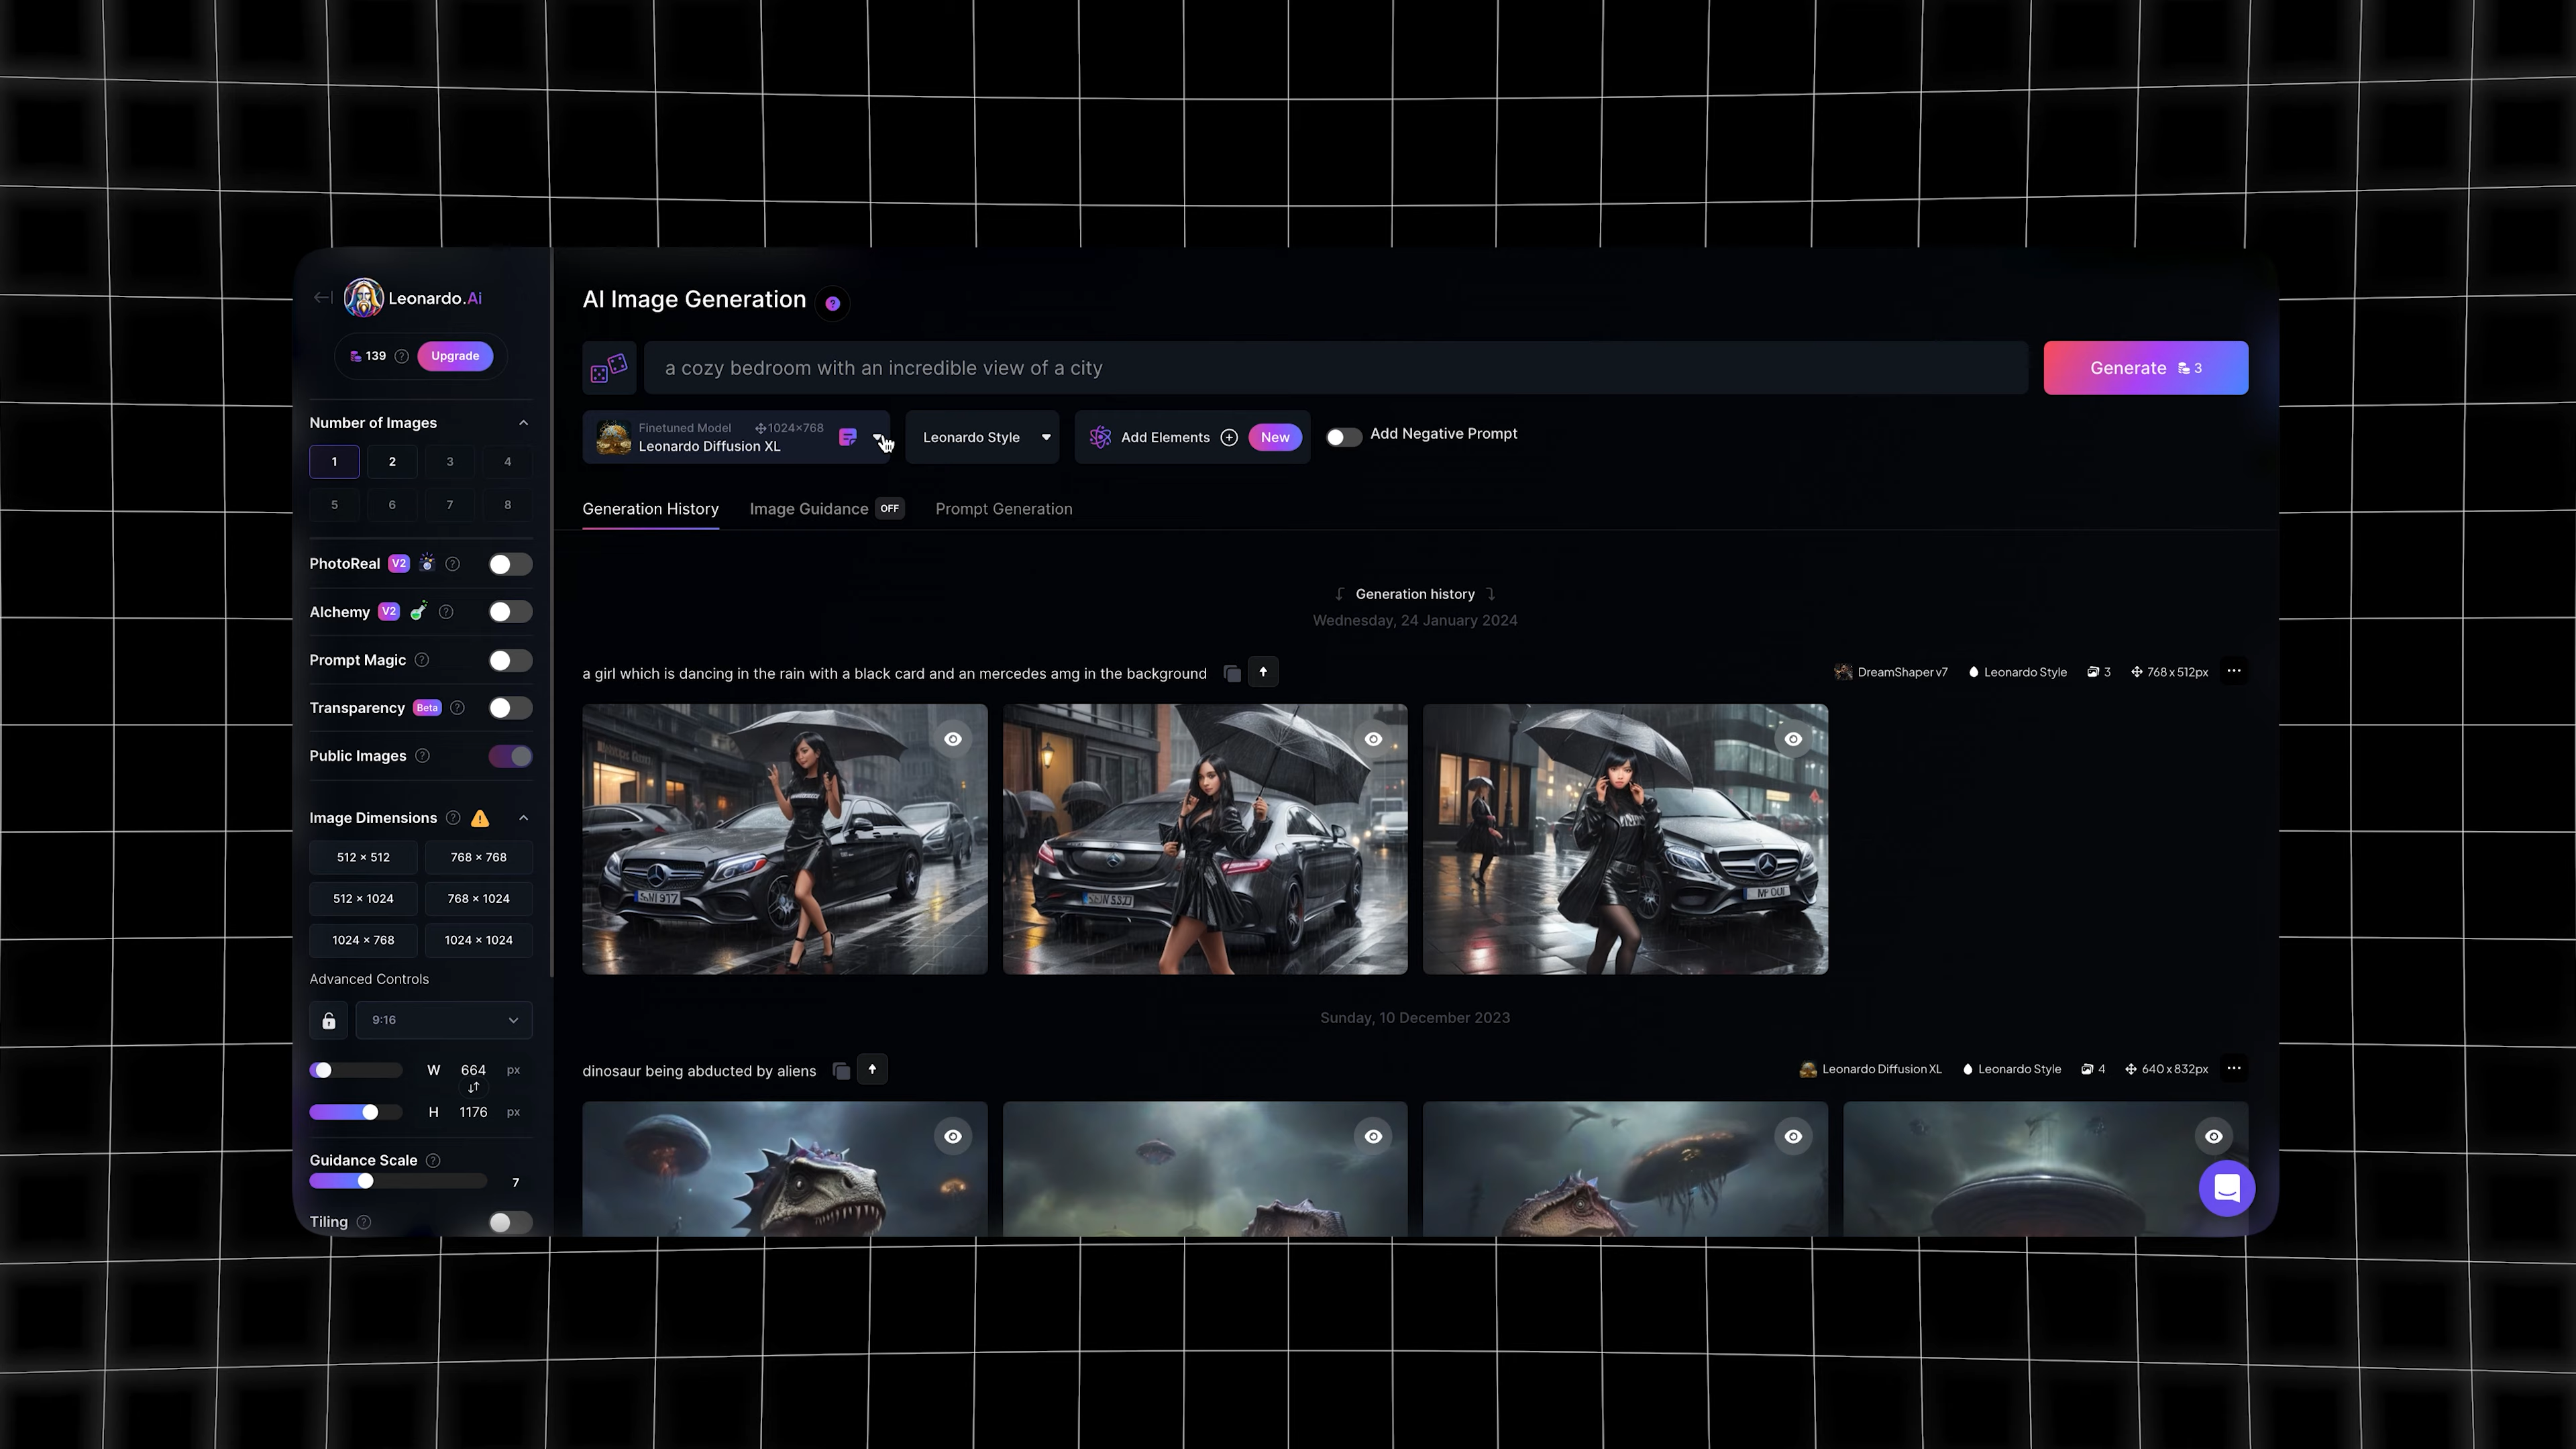 Leonardo.Ai
139
Upgrade
Number of Images
1 2 3 4
5 6 7 8
PhotoReal V2
Alchemy V2
Prompt Magic
Transparency Beta
Public Images
Image Dimensions
512 × 512 768 × 768
512 × 1024 768 × 1024
1024 × 768 1024 × 1024
Advanced Controls
9:16
W 664 px
H 1176 px
Guidance Scale
7
Tiling
AI Image Generation
a cozy bedroom with an incredible view of a city
Generate 3
Finetuned Model 1024×768
Leonardo Diffusion XL
Leonardo Style
Add Elements New
Add Negative Prompt
Generation History Image Guidance OFF Prompt Generation
Generation history
Wednesday, 24 January 2024
a girl which is dancing in the rain with a black card and an mercedes amg in the background
DreamShaper v7 Leonardo Style 3 768 x 512px
Sunday, 10 December 2023
dinosaur being abducted by aliens
Leonardo Diffusion XL Leonardo Style 4 640 x 832px